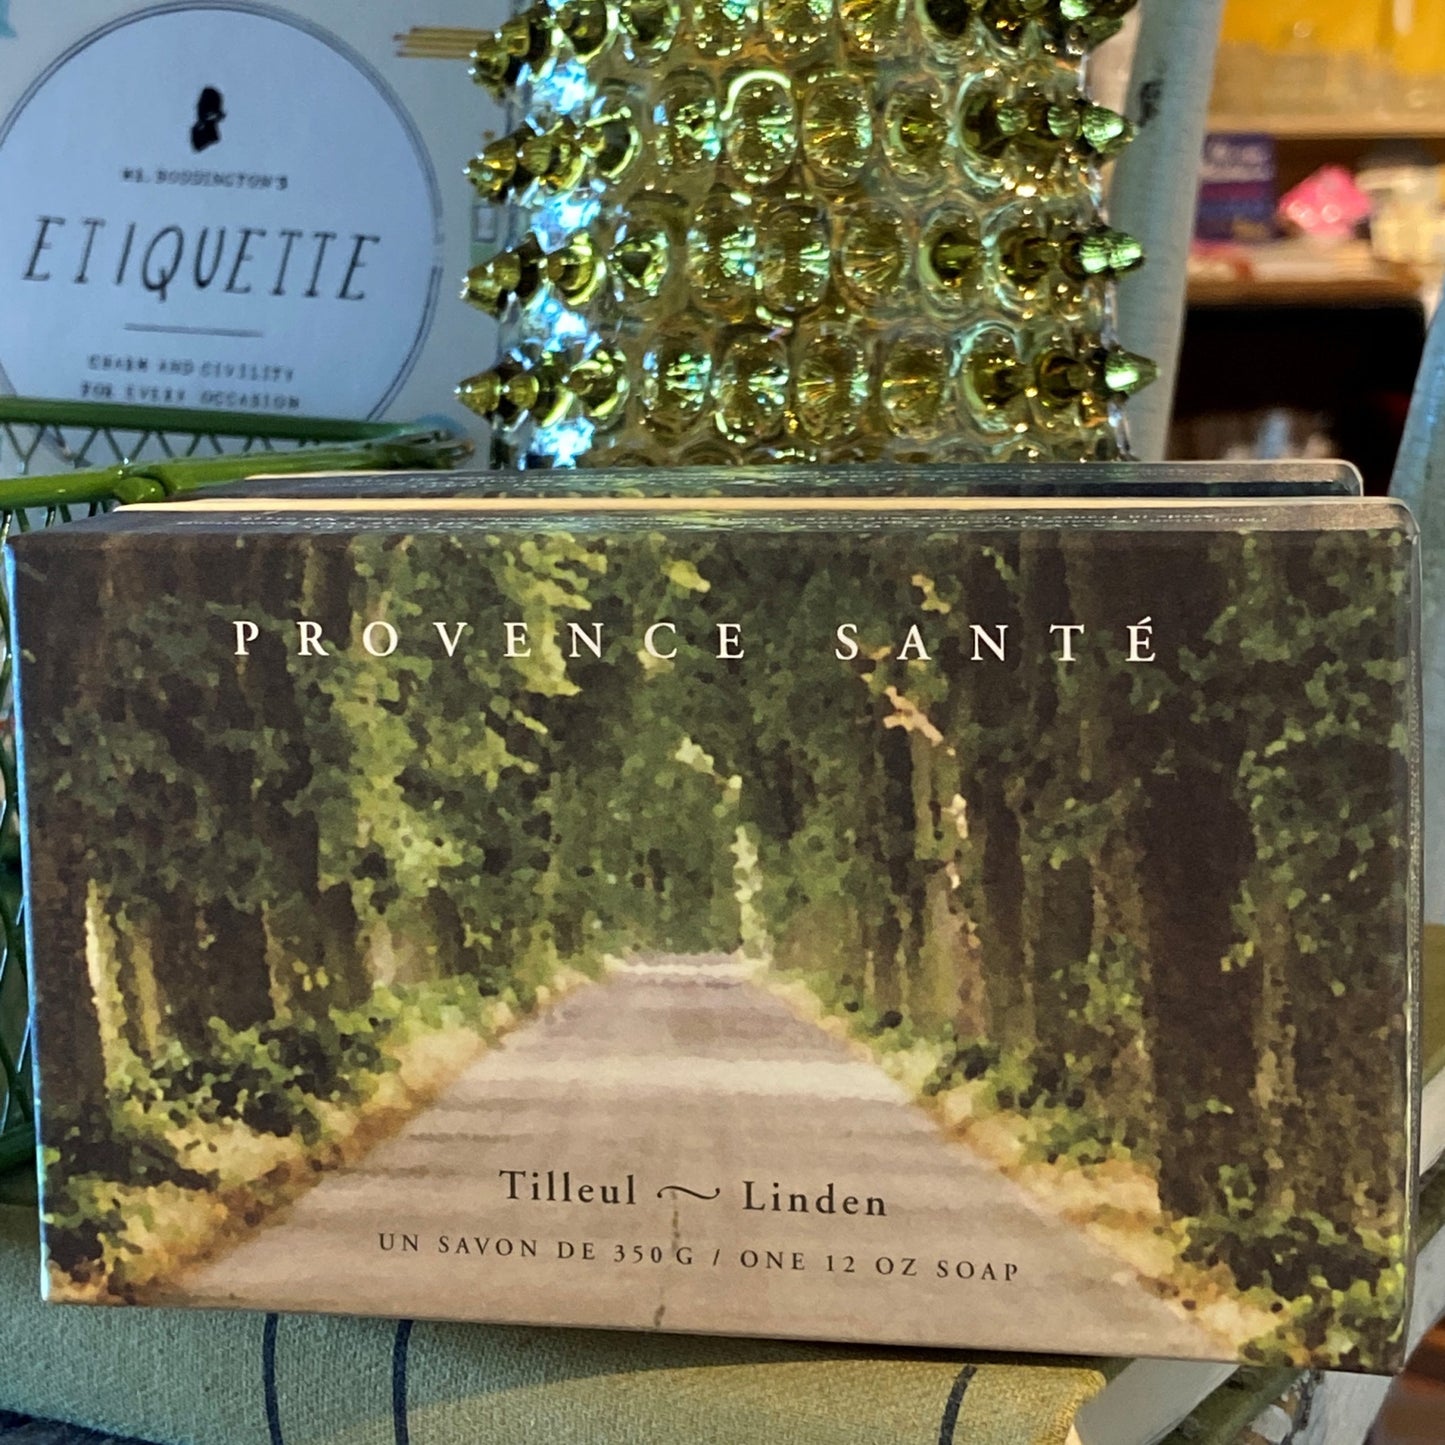 MR. BODDINGTON'S
ETIQUETTE
CHARM AND CIVILITY
FOR EVERY OCCASION
PROVENCE SANTÉ
Tilleul ~ Linden
UN SAVON DE 350 G / ONE 12 OZ SOAP